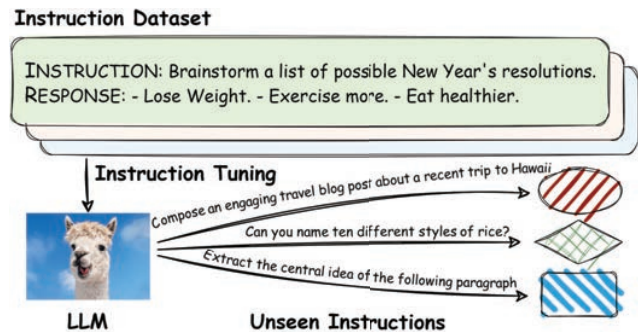 Instruction Dataset
INSTRUCTION: Brainstorm a list of possible New Year's resolutions.
RESPONSE: - Lose Weight. - Exercise more. - Eat healthier.
Instruction Tuning
Compose an engaging travel blog post about a recent trip to Hawaii
Can you name ten different styles of rice?
Extract the central idea of the following paragraph
LLM
Unseen Instructions